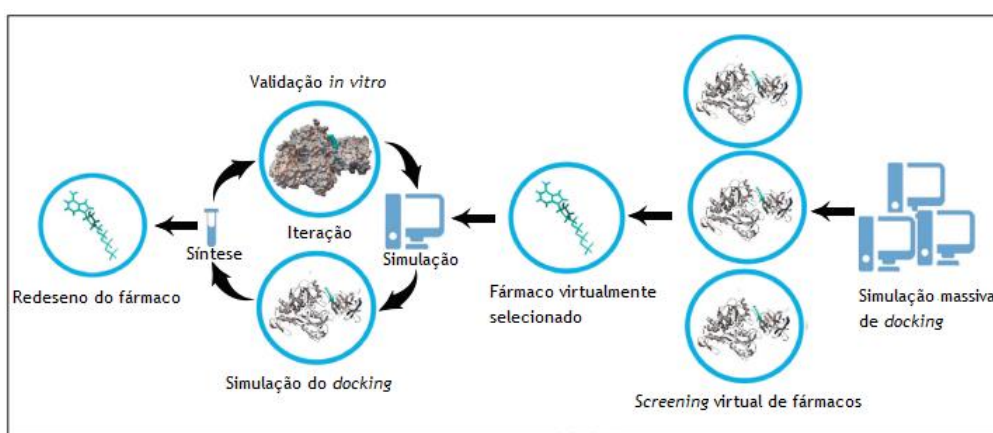 Validação in vitro
Iteração
Síntese
Simulação
Redeseno do fármaco
Simulação do docking
Fármaco virtualmente
selecionado
Screening virtual de fármacos
Simulação massiva
de docking